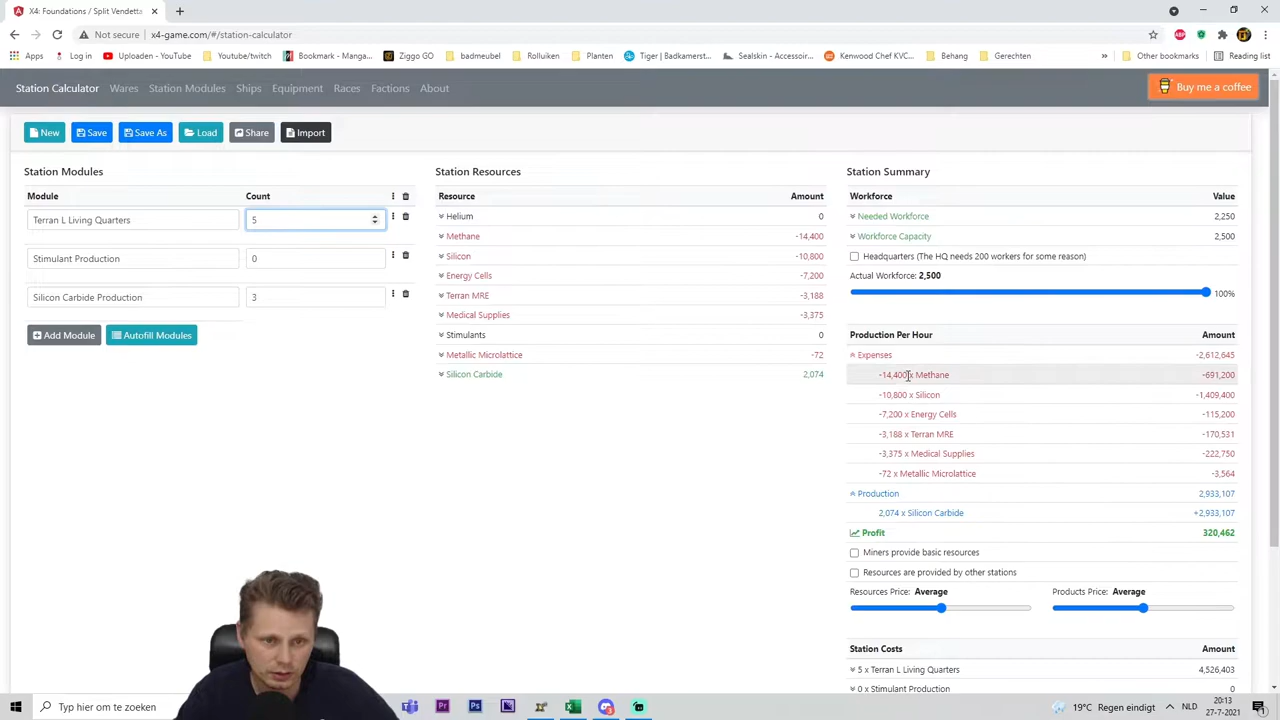 X4: Foundations / Split Vendetta
Not secure | x4-game.com/#/station-calculator
Apps Log in Uploaden - YouTube Youtube/twitch Bookmark - Manga... Ziggo GO badmeubel Rolluiken Planten Tiger | Badkamerst... Sealskin - Accessoir... Kenwood Chef KVC... Behang Gerechten » Other bookmarks Reading list
Station Calculator Wares Station Modules Ships Equipment Races Factions About Buy me a coffee
New Save Save As Load Share Import
Station Modules
Module Count
Terran L Living Quarters 5
Stimulant Production 0
Silicon Carbide Production 3
Add Module Autofill Modules
Station Resources
Resource Amount
Helium 0
Methane -14,400
Silicon -10,800
Energy Cells -7,200
Terran MRE -3,188
Medical Supplies -3,375
Stimulants 0
Metallic Microlattice -72
Silicon Carbide 2,074
Station Summary
Workforce Value
Needed Workforce 2,250
Workforce Capacity 2,500
Headquarters (The HQ needs 200 workers for some reason)
Actual Workforce: 2,500
100%
Production Per Hour Amount
Expenses -2,612,645
-14,400 x Methane -691,200
-10,800 x Silicon -1,409,400
-7,200 x Energy Cells -115,200
-3,188 x Terran MRE -170,531
-3,375 x Medical Supplies -222,750
-72 x Metallic Microlattice -3,564
Production 2,933,107
2,074 x Silicon Carbide +2,933,107
Profit 320,462
Miners provide basic resources
Resources are provided by other stations
Resources Price: Average Products Price: Average
Station Costs Amount
5 x Terran L Living Quarters 4,526,403
0 x Stimulant Production 0
Typ hier om te zoeken
19°C Regen eindigt NLD 20:13
27-7-2021